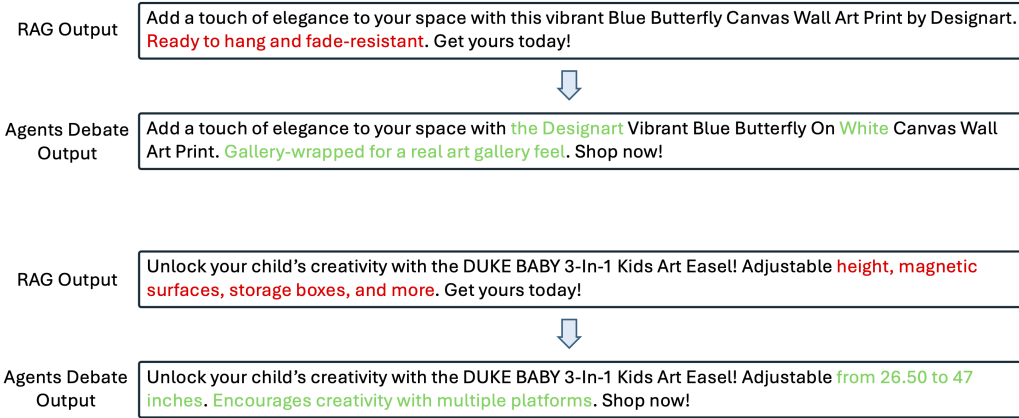 RAG Output
Add a touch of elegance to your space with this vibrant Blue Butterfly Canvas Wall Art Print by Designart.
Ready to hang and fade-resistant. Get yours today!
Agents Debate
Output
Add a touch of elegance to your space with the Designart Vibrant Blue Butterfly On White Canvas Wall
Art Print. Gallery-wrapped for a real art gallery feel. Shop now!
RAG Output
Unlock your child’s creativity with the DUKE BABY 3-In-1 Kids Art Easel! Adjustable height, magnetic
surfaces, storage boxes, and more. Get yours today!
Agents Debate
Output
Unlock your child’s creativity with the DUKE BABY 3-In-1 Kids Art Easel! Adjustable from 26.50 to 47
inches. Encourages creativity with multiple platforms. Shop now!